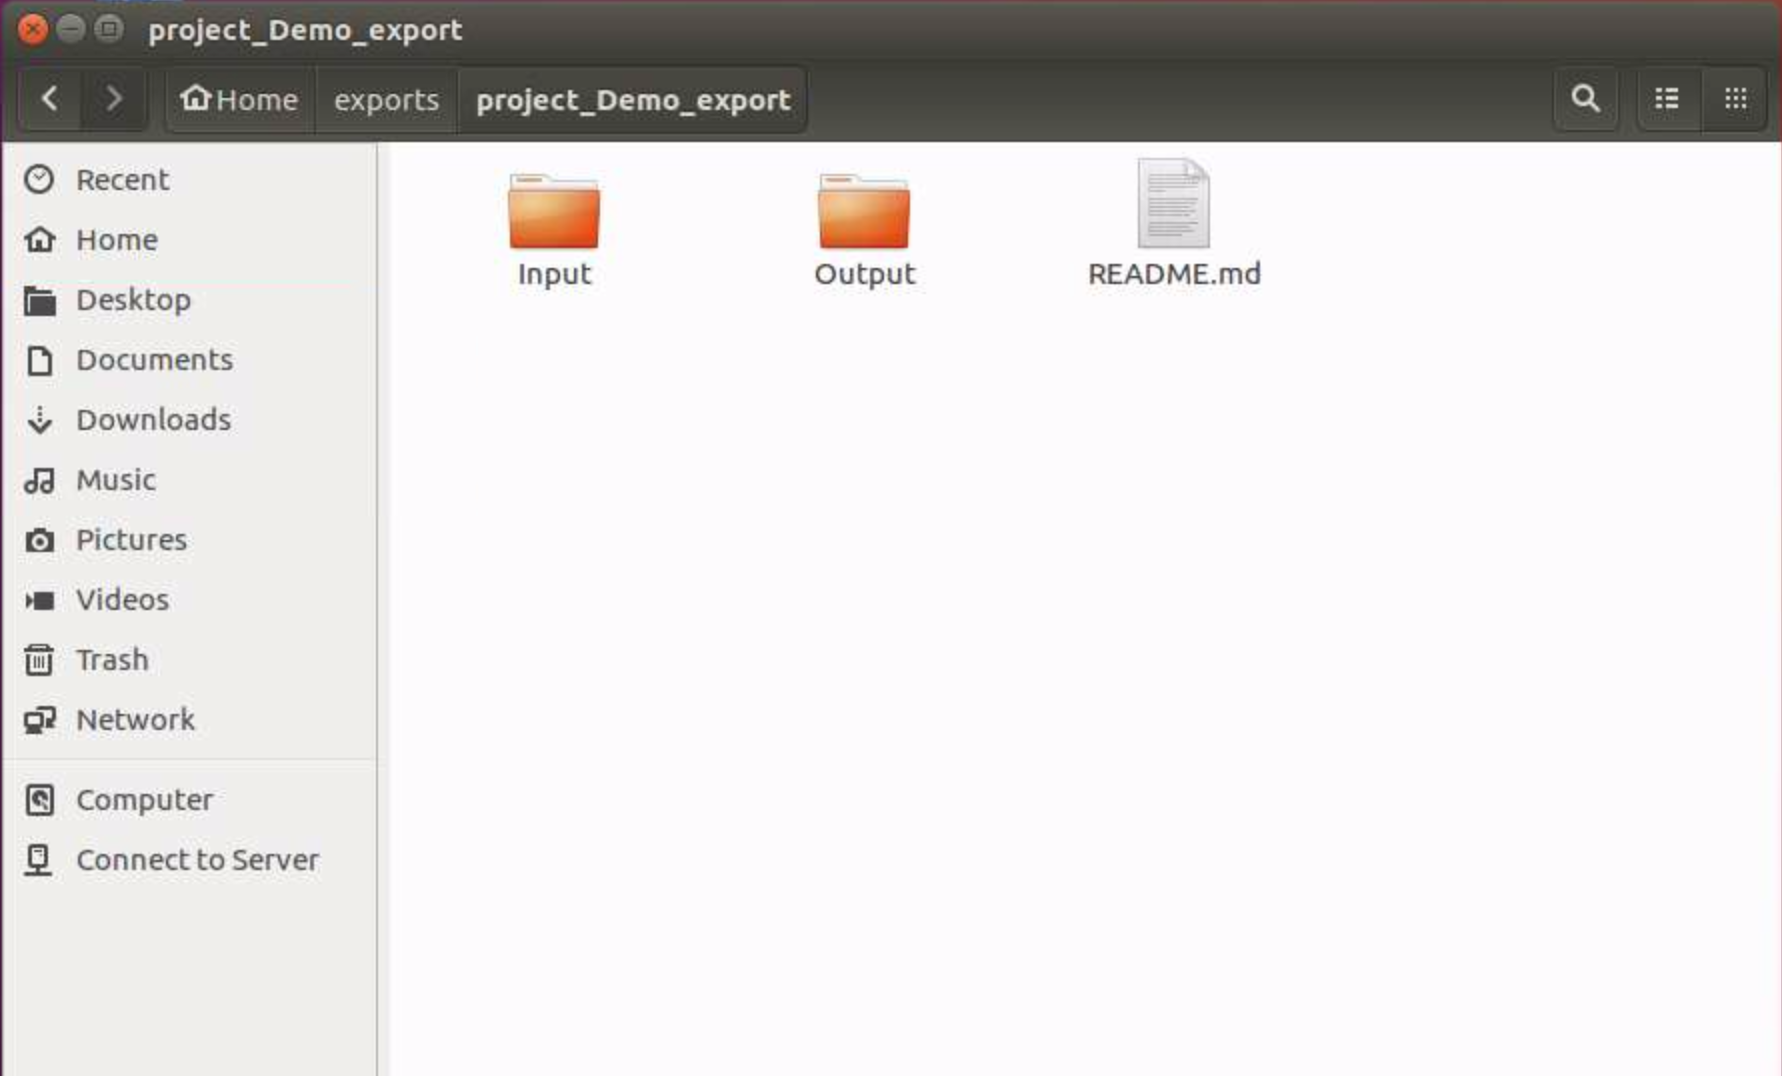 project_Demo_export
Home exports project_Demo_export
Recent
Home
Desktop
Documents
Downloads
Music
Pictures
Videos
Trash
Network
Computer
Connect to Server
Input Output README.md